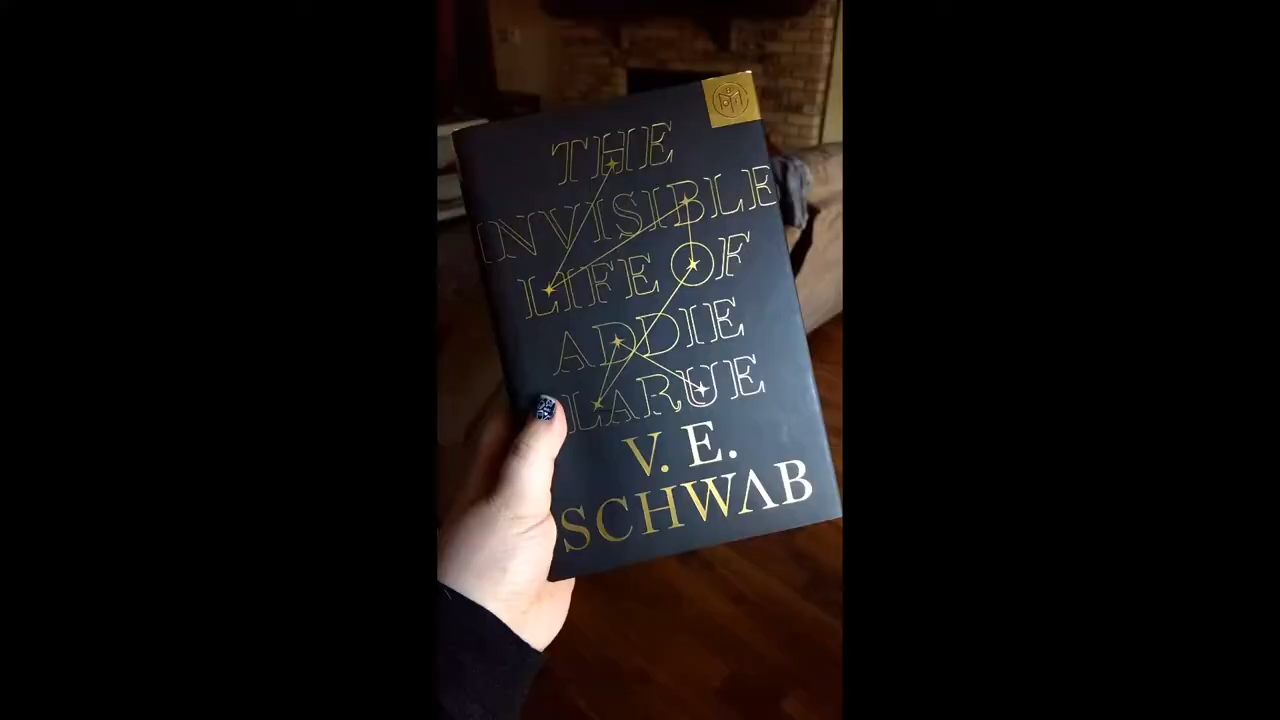 THE
INVISIBLE
LIFE OF
ADDIE
LARUE
V. E.
SCHWAB